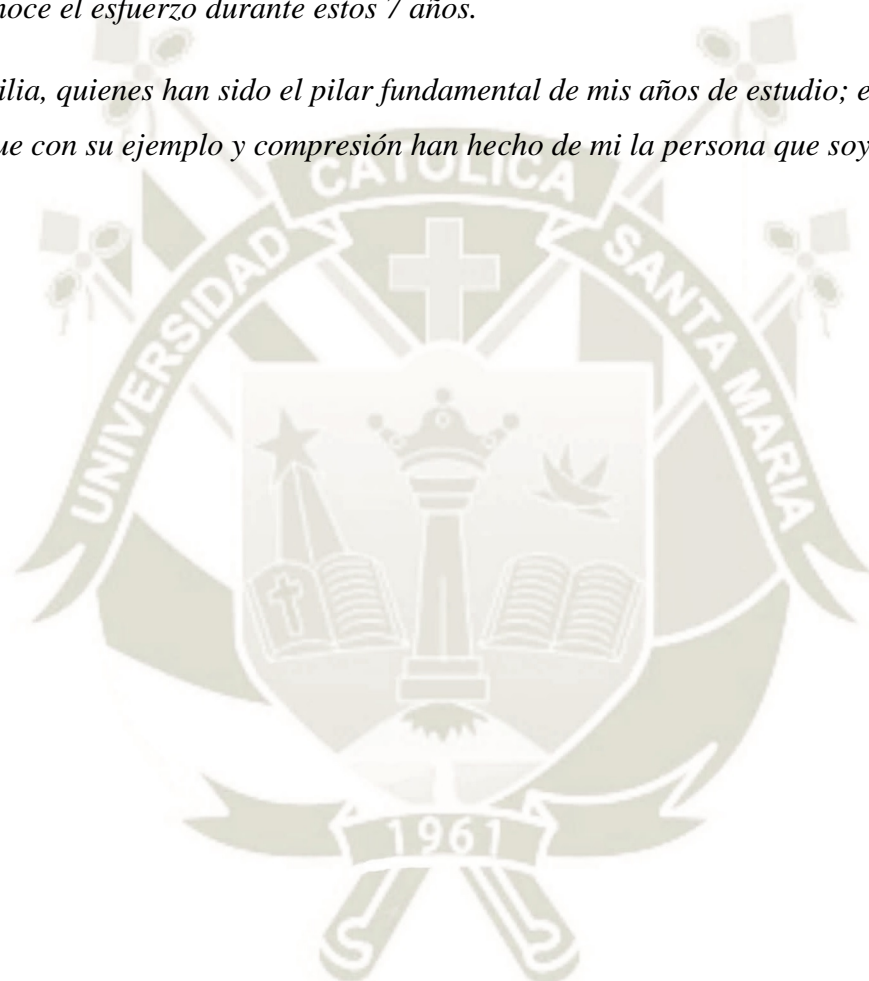 noce el esfuerzo durante estos 7 años.
ilia, quienes han sido el pilar fundamental de mis años de estudio; e
ue con su ejemplo y compresión han hecho de mi la persona que soy
CATOLICA
UNIVERSIDAD
SANTA MARIA
1961